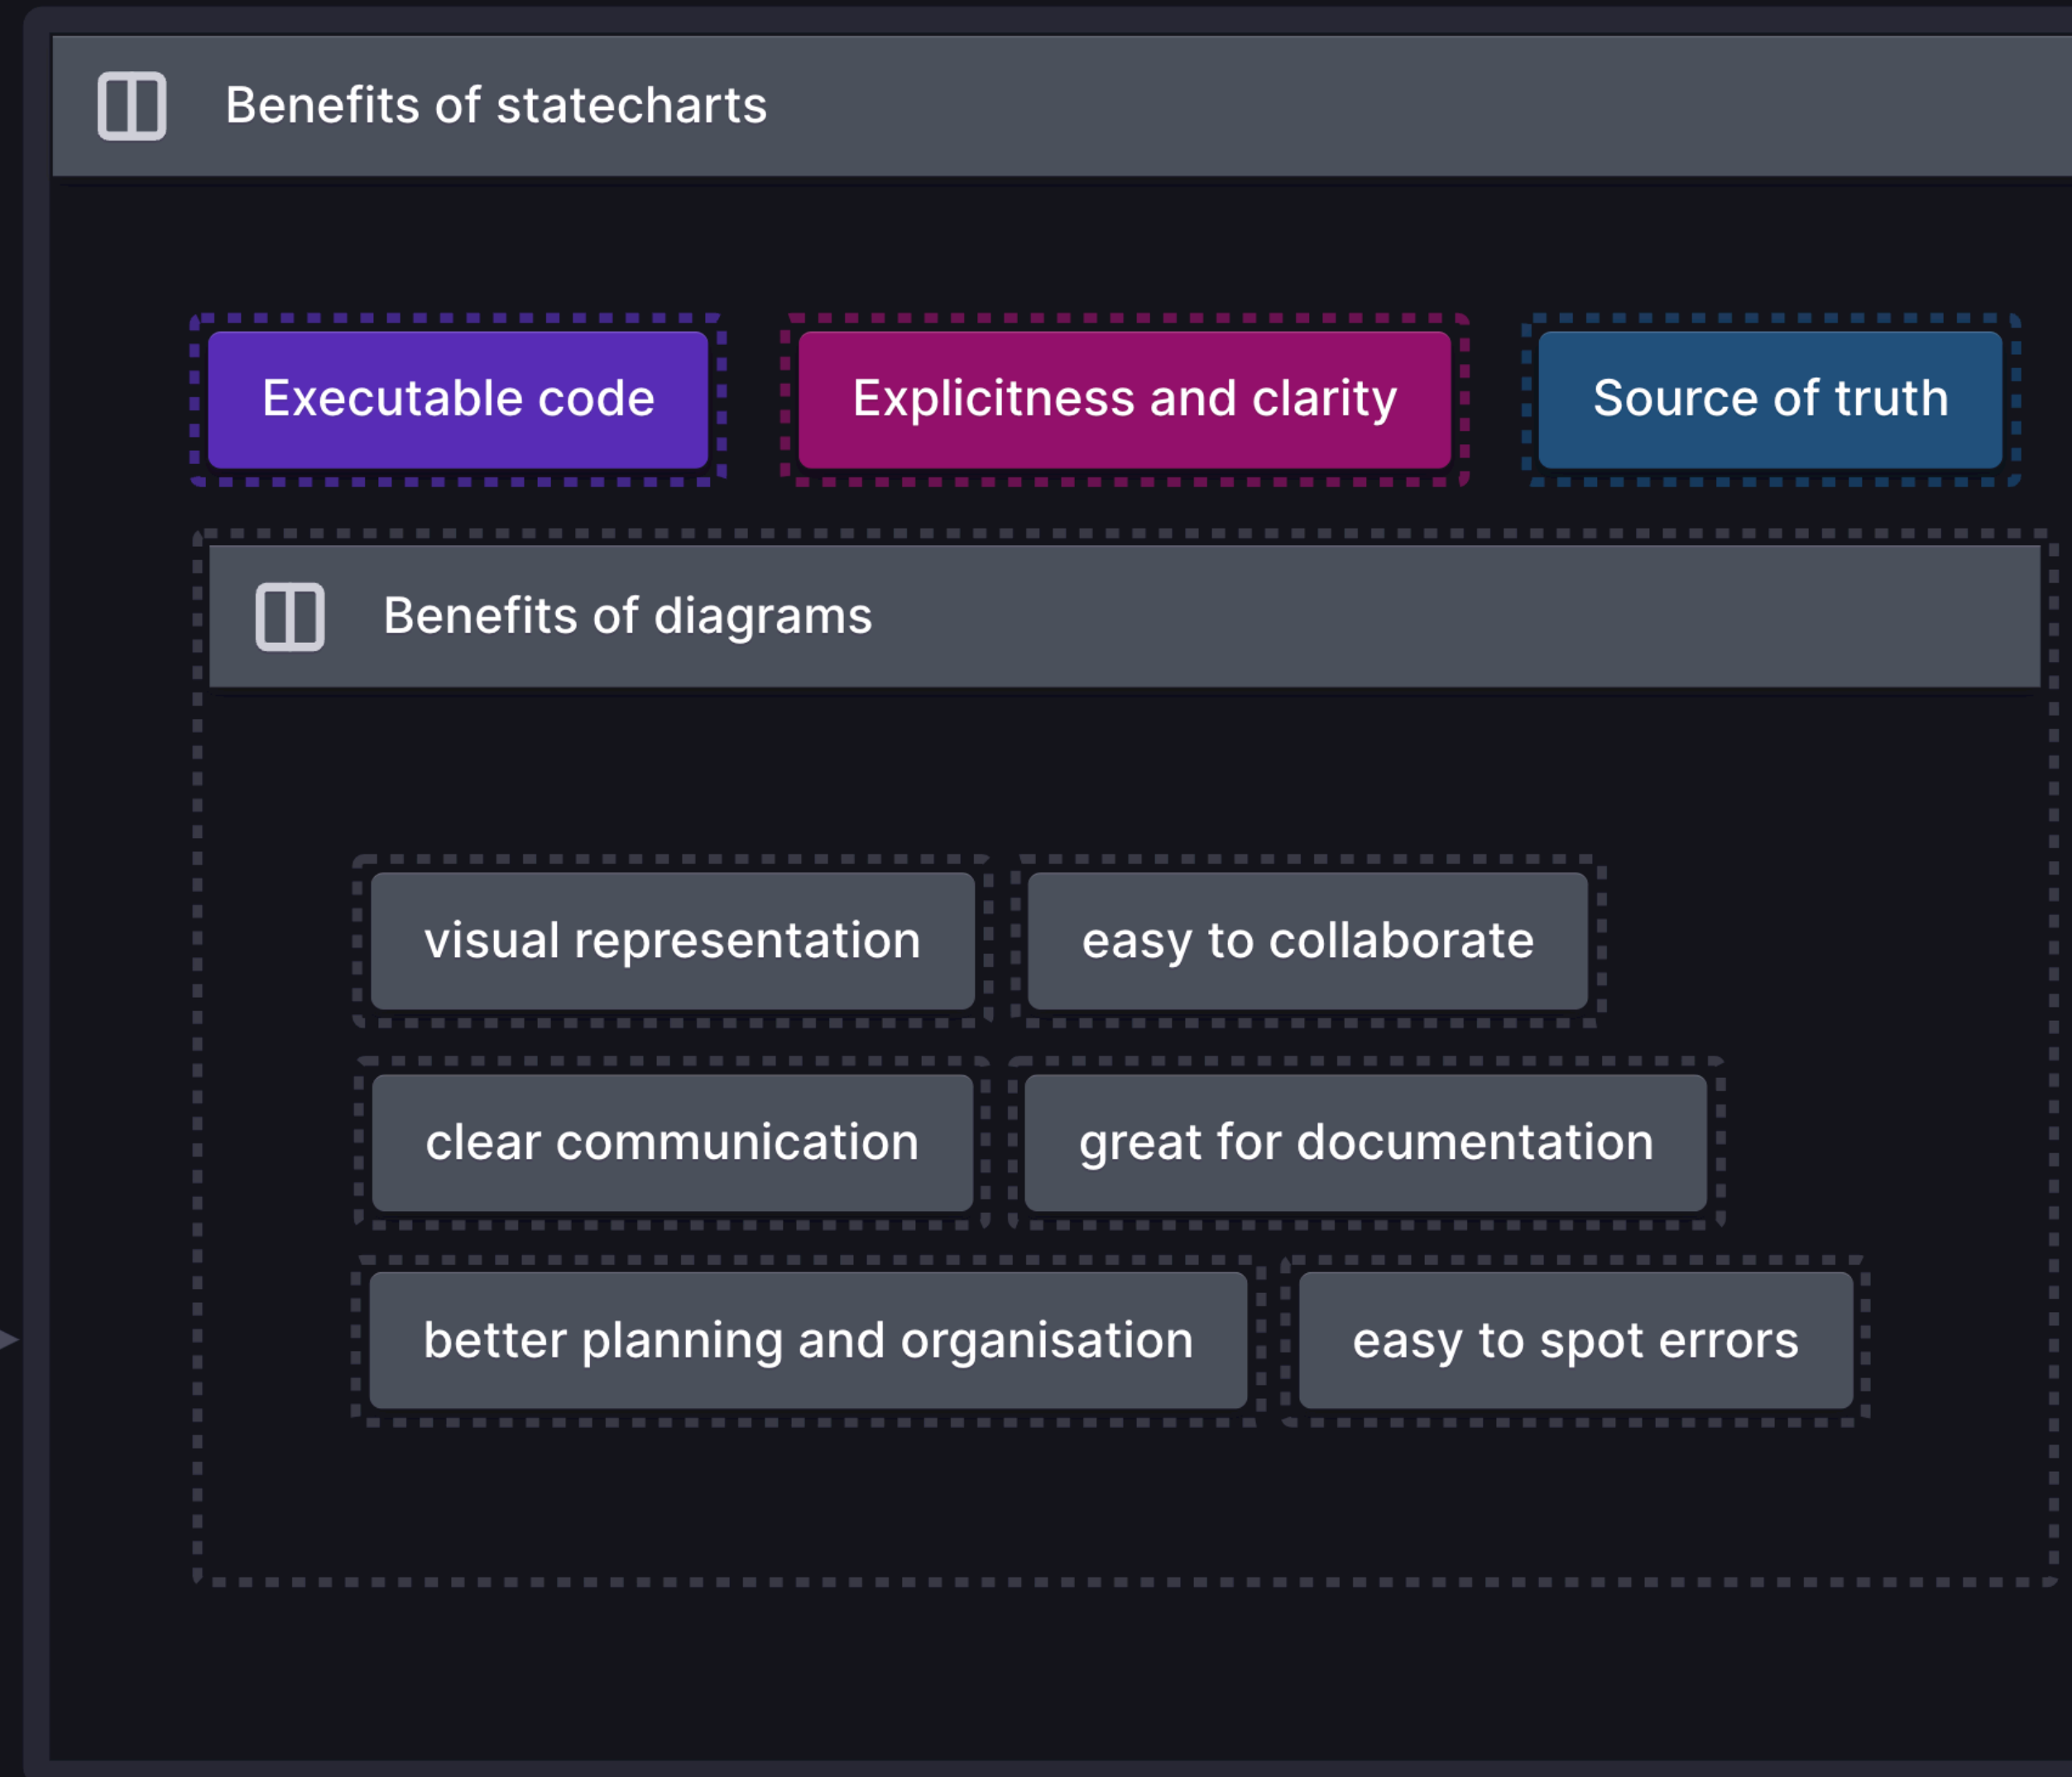 Benefits of statecharts
Executable code
Explicitness and clarity
Source of truth
Benefits of diagrams
visual representation
easy to collaborate
clear communication
great for documentation
better planning and organisation
easy to spot errors